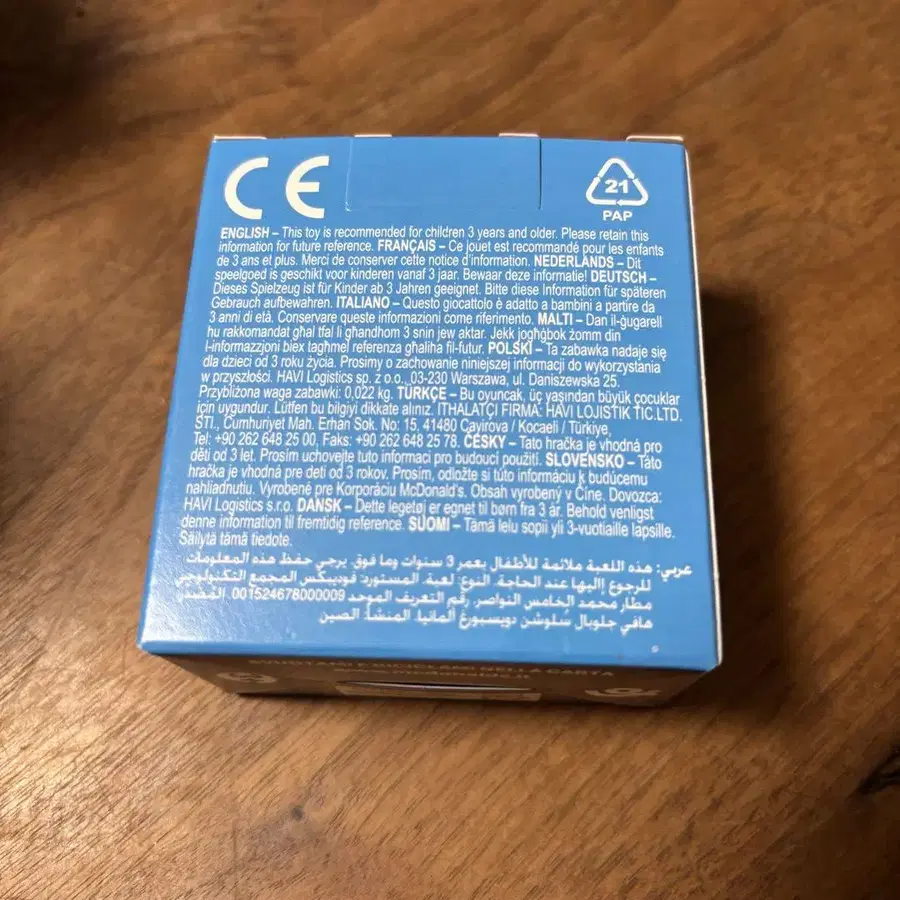 CE
21
PAP
ENGLISH – This toy is recommended for children 3 years and older. Please retain this
information for future reference. FRANÇAIS – Ce jouet est recommandé pour les enfants
de 3 ans et plus. Merci de conserver cette notice d'information. NEDERLANDS – Dit
speelgoed is geschikt voor kinderen vanaf 3 jaar. Bewaar deze informatie! DEUTSCH –
Dieses Spielzeug ist für Kinder ab 3 Jahren geeignet. Bitte diese Information für späteren
Gebrauch aufbewahren. ITALIANO – Questo giocattolo è adatto a bambini a partire da
3 anni di età. Conservare queste informazioni come riferimento. MALTI – Dan il-ġugarell
hu rakkomandat għal tfal li għandhom 3 snin jew aktar. Jekk jogħġbok żomm din
l-informazzjoni biex tagħmel referenza għaliha fil-futur. POLSKI – Ta zabawka nadaje się
dla dzieci od 3 roku życia. Prosimy o zachowanie niniejszej informacji do wykorzystania
w przyszłości. HAVI Logistics sp. z o.o., 03-230 Warszawa, ul. Daniszewska 25.
Przybliżona waga zabawki: 0,022 kg. TÜRKÇE – Bu oyuncak, üç yaşından büyük çocuklar
için uygundur. Lütfen bu bilgiyi dikkate alınız. İTHALATÇI FİRMA: HAVI LOJİSTİK TİC.LTD.
ŞTİ., Cumhuriyet Mah. Erhan Sok. No: 15, 41480 Çayırova / Kocaeli / Türkiye,
Tel: +90 262 648 25 00, Faks: +90 262 648 25 78. ČESKY – Tato hračka je vhodná pro
děti od 3 let. Prosím uchovejte tuto informaci pro budoucí použití. SLOVENSKO – Táto
hračka je vhodná pre deti od 3 rokov. Prosím, odložte si túto informáciu k budúcemu
nahliadnutiu. Vyrobené pre Korporáciu McDonald's. Obsah vyrobený v Číne. Dovozca:
HAVI Logistics s.r.o. DANSK – Dette legetøj er egnet til børn fra 3 år. Behold venligst
denne information til fremtidig reference. SUOMI – Tämä lelu sopii yli 3-vuotiaille lapsille.
Säilytä tämä tiedote.
عربي: هذه اللعبة ملائمة للأطفال بعمر 3 سنوات وما فوق. يرجى حفظ هذه المعلومات
للرجوع إليها عند الحاجة. النوع: لعبة. المستورد: فوديبكس المجمع التكنولوجي
مطار محمد الخامس النواصر. رقم التعريف الموحد 001524678000009. المُصدر:
هافي جلوبال سُلوشن دويسبورغ ألمانيا. المنشأ: الصين
SVUOTAMI E RICICLAMI NELLA CARTA